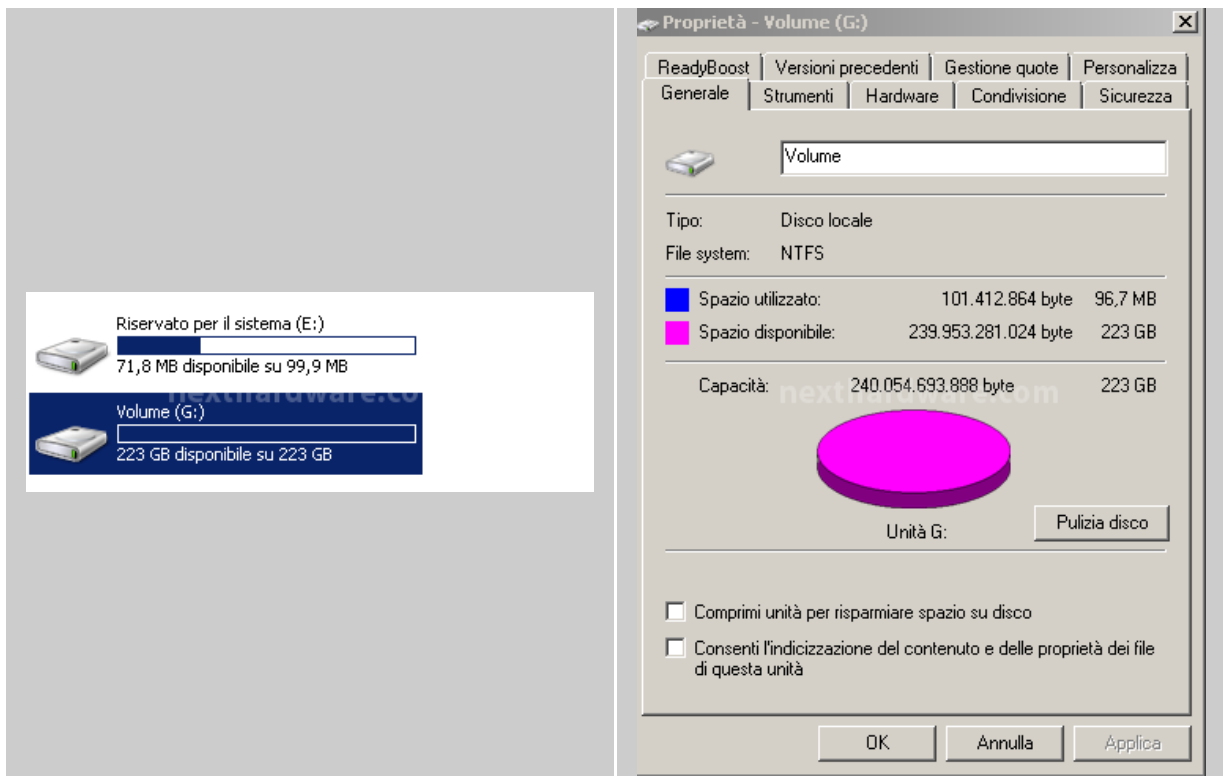 Riservato per il sistema (E:)
71,8 MB disponibile su 99,9 MB
Volume (G:)
223 GB disponibile su 223 GB
nexthardware.co
Proprietà - Volume (G:)
ReadyBoost Versioni precedenti Gestione quote Personalizza
Generale Strumenti Hardware Condivisione Sicurezza
Volume
Tipo: Disco locale
File system: NTFS
Spazio utilizzato: 101.412.864 byte 96,7 MB
Spazio disponibile: 239.953.281.024 byte 223 GB
Capacità: 240.054.693.888 byte 223 GB
nexthardware.com
Unità G:
Pulizia disco
Comprimi unità per risparmiare spazio su disco
Consenti l'indicizzazione del contenuto e delle proprietà dei file
di questa unità
OK Annulla Applica